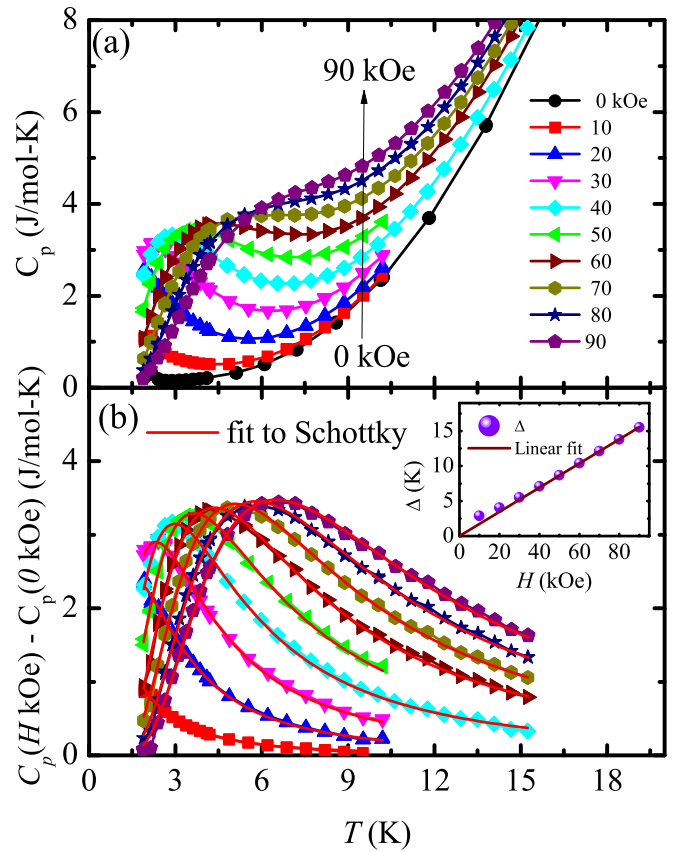 (a)
90 kOe
0 kOe
8
6
4
2
0
C_p (J/mol-K)
0 kOe
10
20
30
40
50
60
70
80
90
(b)
fit to Schottky
4
2
0
C_p(H kOe) - C_p(0 kOe) (J/mol-K)
Δ
Linear fit
15
10
5
0
Δ (K)
0 20 40 60 80
H (kOe)
0 3 6 9 12 15 18
T (K)